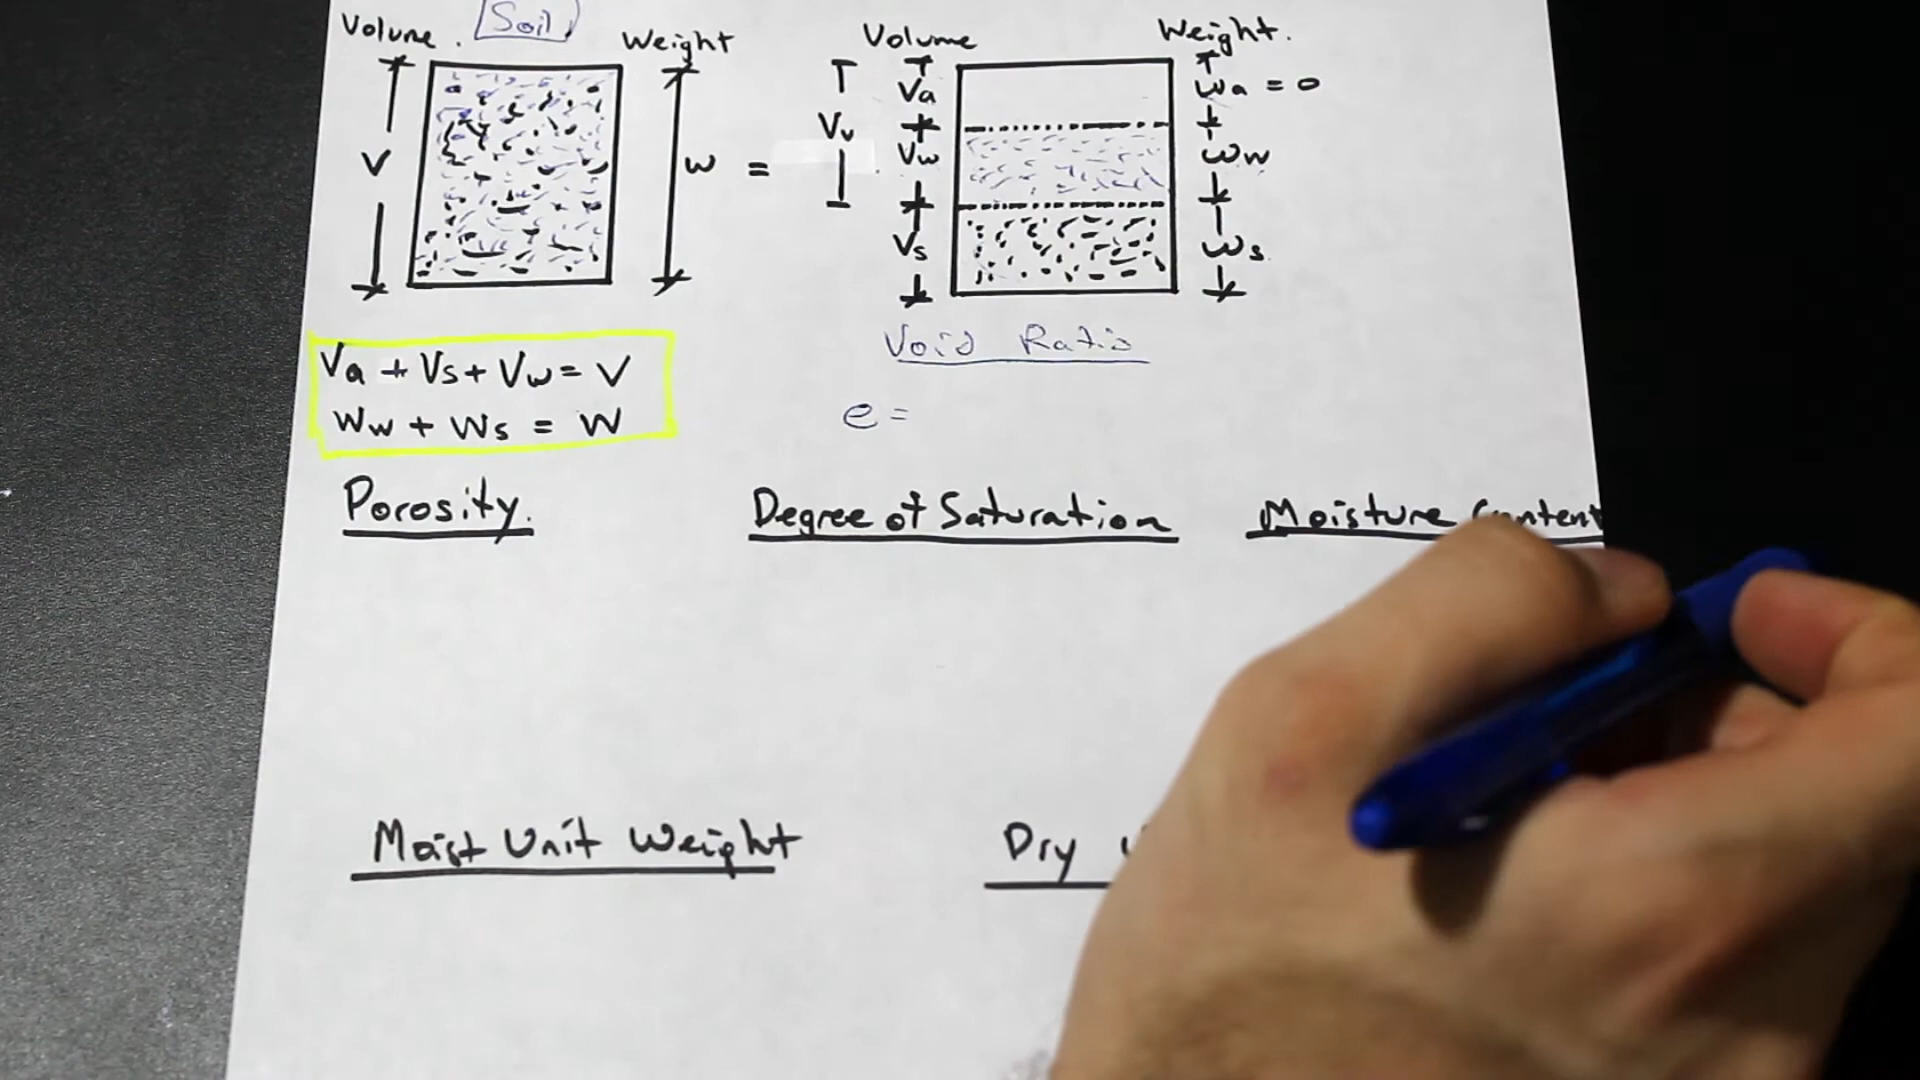 Soil
Volume. Weight
V w =
Volume Weight.
Va wa = 0
Vv
Vw ww
Vs ws
Va + Vs + Vw = V
Ww + Ws = W
Void Ratio
e =
Porosity. Degree of Saturation Moisture Content
Moist Unit Weight Dry